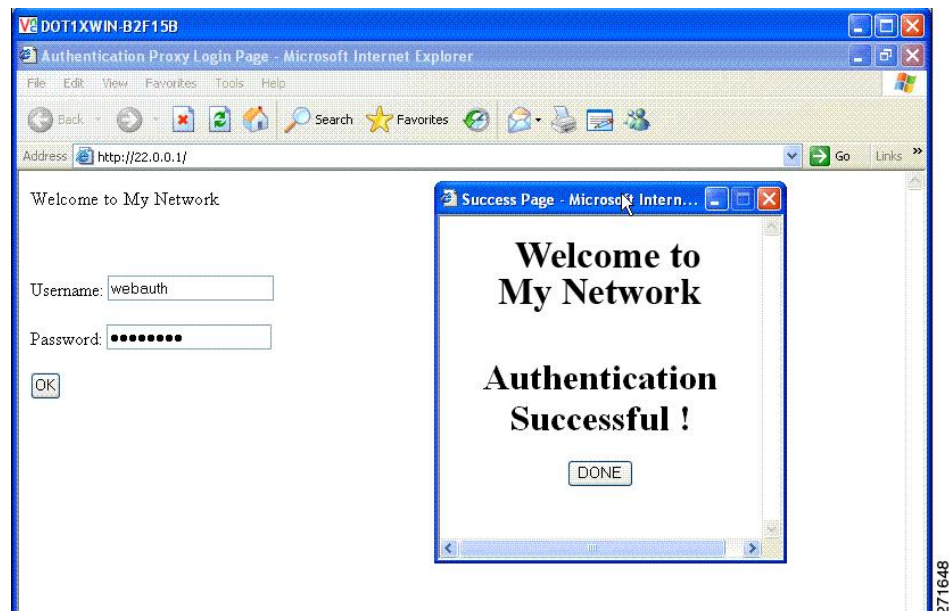 DOT1XWIN-B2F15B
Authentication Proxy Login Page - Microsoft Internet Explorer
File Edit View Favorites Tools Help
Back Search Favorites
Address http://22.0.0.1/ Go Links »
Welcome to My Network
Username: webauth
Password: ••••••••
OK
Success Page - Microsoft Intern...
Welcome to
My Network
Authentication
Successful !
DONE
271648